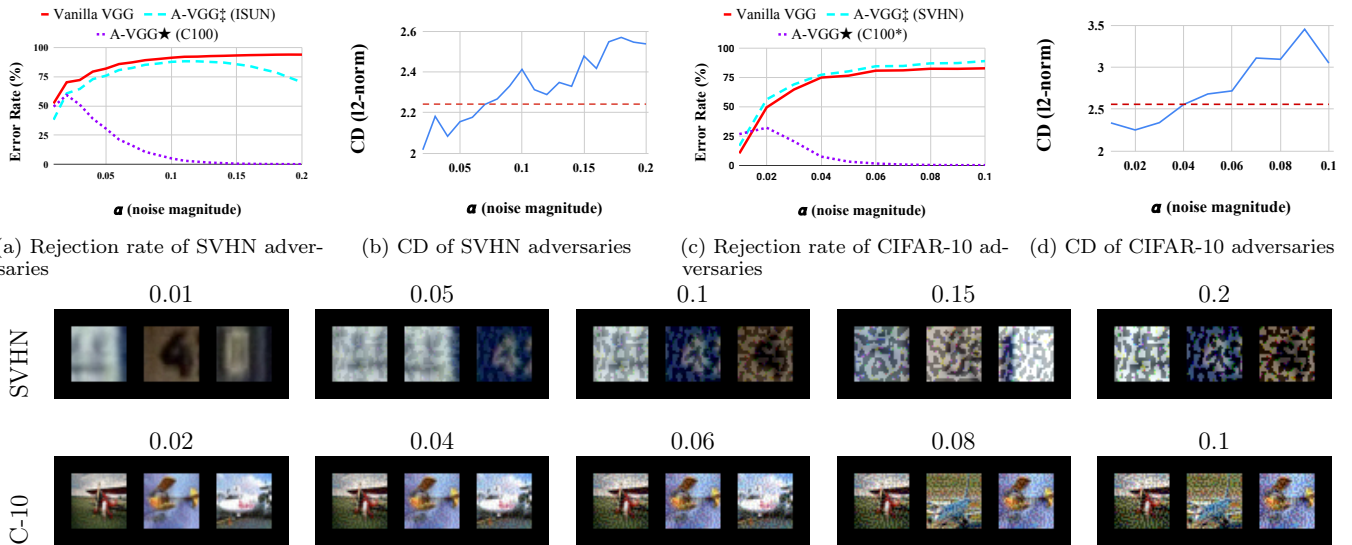 Vanilla VGG A-VGG‡ (ISUN)
A-VGG★ (C100)
Error Rate (%)
100
75
50
25
0
0.05 0.1 0.15 0.2
α (noise magnitude)
(a) Rejection rate of SVHN adver-
saries
CD (l2-norm)
2.6
2.4
2.2
2
0.05 0.1 0.15 0.2
α (noise magnitude)
(b) CD of SVHN adversaries
Vanilla VGG A-VGG‡ (SVHN)
A-VGG★ (C100*)
Error Rate (%)
100
75
50
25
0
0.02 0.04 0.06 0.08 0.1
α (noise magnitude)
(c) Rejection rate of CIFAR-10 ad-
versaries
CD (l2-norm)
3.5
3
2.5
2
0.02 0.04 0.06 0.08 0.1
α (noise magnitude)
(d) CD of CIFAR-10 adversaries
0.01 0.05 0.1 0.15 0.2
SVHN
0.02 0.04 0.06 0.08 0.1
C-10